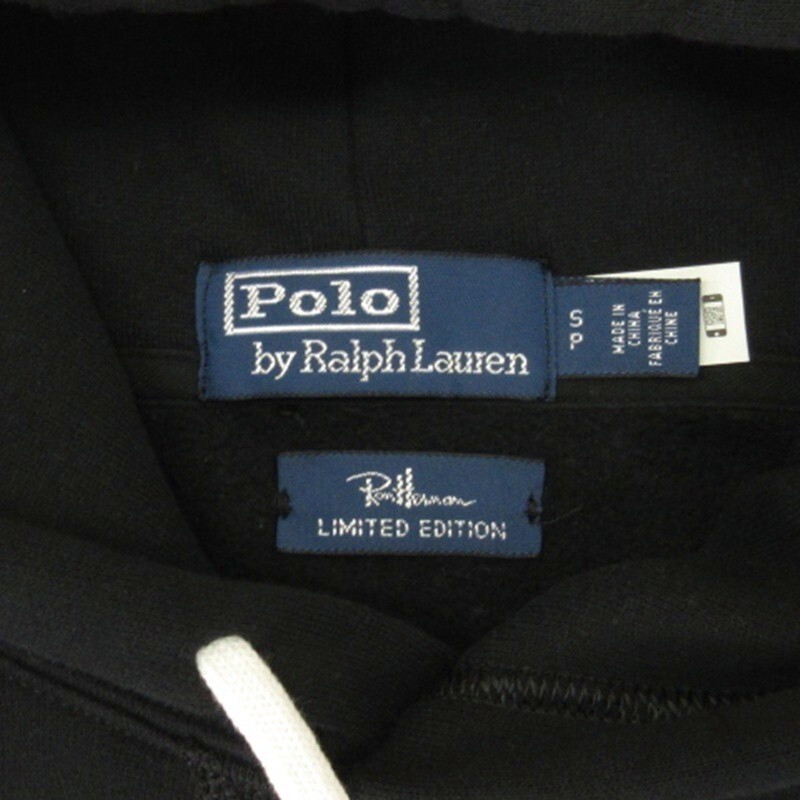 Polo
by Ralph Lauren
S
P
MADE IN
CHINA
FABRIQUÉ EN
CHINE
Ron Herman
LIMITED EDITION